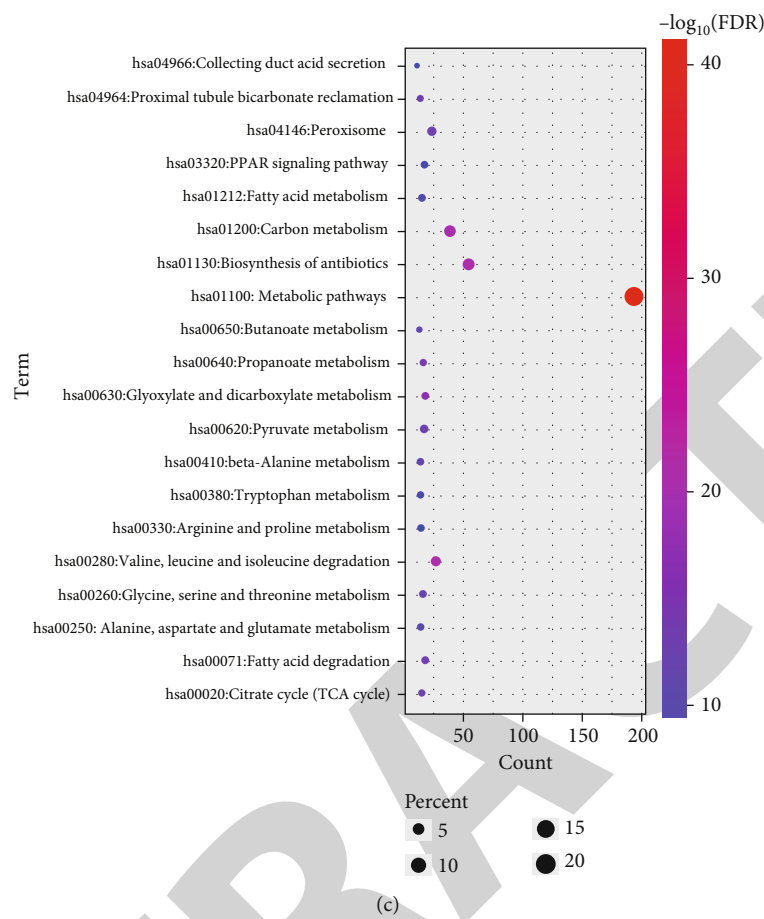 –log10(FDR)
hsa04966:Collecting duct acid secretion
hsa04964:Proximal tubule bicarbonate reclamation
hsa04146:Peroxisome
hsa03320:PPAR signaling pathway
hsa01212:Fatty acid metabolism
hsa01200:Carbon metabolism
hsa01130:Biosynthesis of antibiotics
hsa01100: Metabolic pathways
hsa00650:Butanoate metabolism
hsa00640:Propanoate metabolism
hsa00630:Glyoxylate and dicarboxylate metabolism
hsa00620:Pyruvate metabolism
hsa00410:beta-Alanine metabolism
hsa00380:Tryptophan metabolism
hsa00330:Arginine and proline metabolism
hsa00280:Valine, leucine and isoleucine degradation
hsa00260:Glycine, serine and threonine metabolism
hsa00250: Alanine, aspartate and glutamate metabolism
hsa00071:Fatty acid degradation
hsa00020:Citrate cycle (TCA cycle)
Term
40
30
20
10
50 100 150 200
Count
Percent
5 15
10 20
(c)